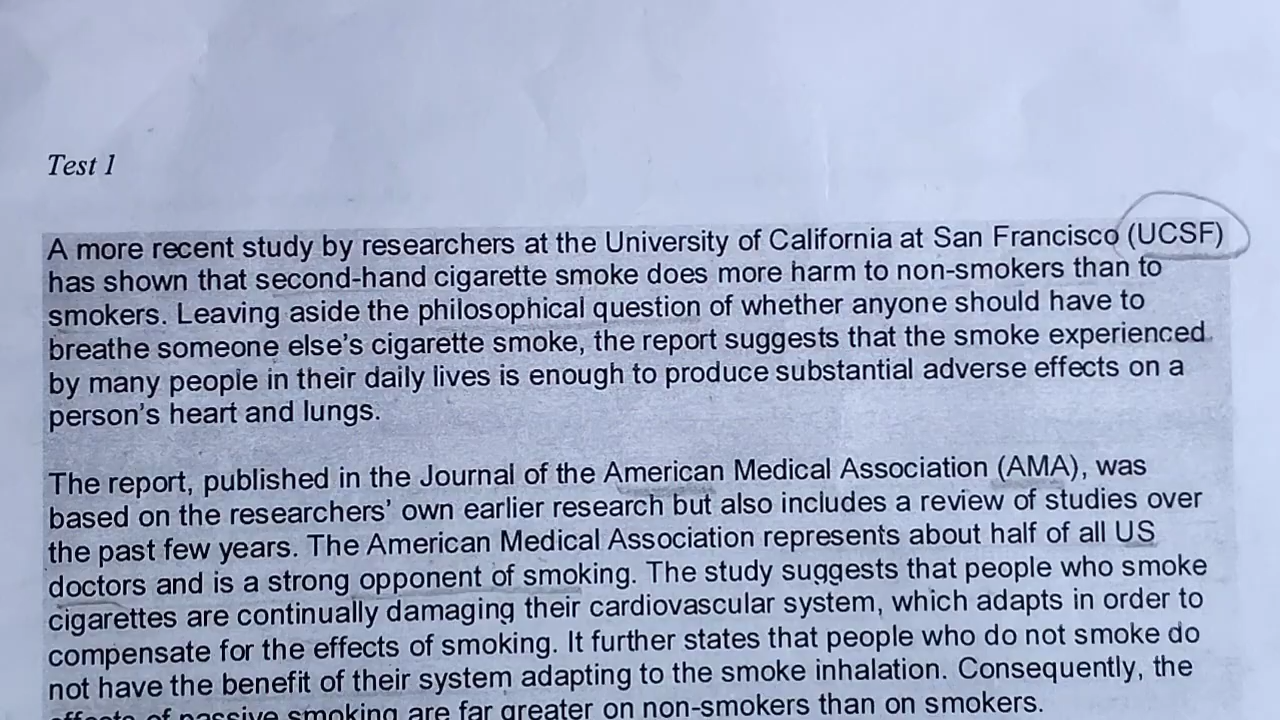 Test 1
A more recent study by researchers at the University of California at San Francisco (UCSF)
has shown that second-hand cigarette smoke does more harm to non-smokers than to
smokers. Leaving aside the philosophical question of whether anyone should have to
breathe someone else's cigarette smoke, the report suggests that the smoke experienced
by many people in their daily lives is enough to produce substantial adverse effects on a
person's heart and lungs.
The report, published in the Journal of the American Medical Association (AMA), was
based on the researchers' own earlier research but also includes a review of studies over
the past few years. The American Medical Association represents about half of all US
doctors and is a strong opponent of smoking. The study suggests that people who smoke
cigarettes are continually damaging their cardiovascular system, which adapts in order to
compensate for the effects of smoking. It further states that people who do not smoke do
not have the benefit of their system adapting to the smoke inhalation. Consequently, the
effects of passive smoking are far greater on non-smokers than on smokers.